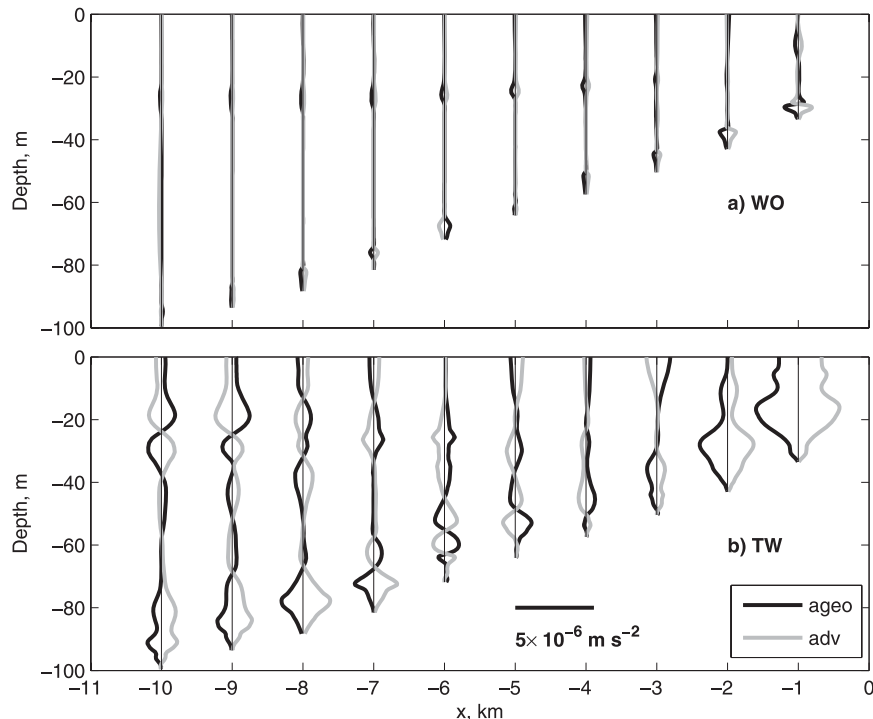 0
−20
−40
−60
−80
−100
Depth, m
a) WO
0
−20
−40
−60
−80
−100
Depth, m
b) TW
5× 10−6 m s−2
ageo
adv
−11 −10 −9 −8 −7 −6 −5 −4 −3 −2 −1 0
x, km